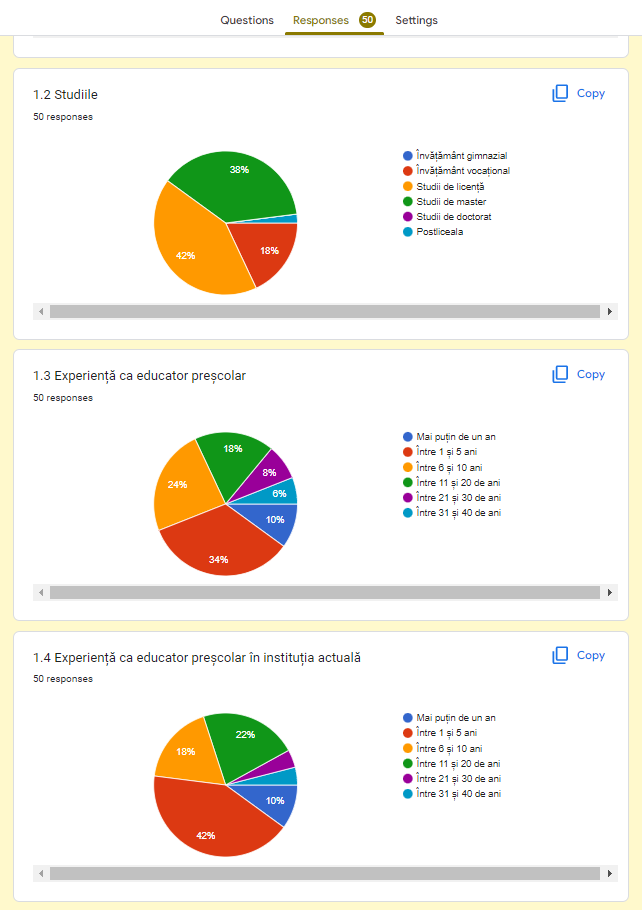 Questions Responses 50 Settings
1.2 Studiile
Copy
50 responses
38%
42%
18%
Învățământ gimnazial
Învățământ vocațional
Studii de licență
Studii de master
Studii de doctorat
Postliceala
1.3 Experiență ca educator preșcolar
Copy
50 responses
18%
8%
24%
6%
10%
34%
Mai puțin de un an
Între 1 și 5 ani
Între 6 și 10 ani
Între 11 și 20 de ani
Între 21 și 30 de ani
Între 31 și 40 de ani
1.4 Experiență ca educator preșcolar în instituția actuală
Copy
50 responses
22%
18%
10%
42%
Mai puțin de un an
Între 1 și 5 ani
Între 6 și 10 ani
Între 11 și 20 de ani
Între 21 și 30 de ani
Între 31 și 40 de ani